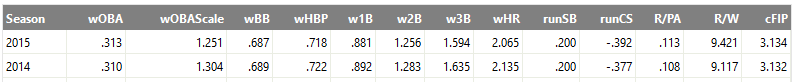 Season wOBA wOBAScale wBB wHBP w1B w2B w3B wHR runSB runCS R/PA R/W cFIP
2015 .313 1.251 .687 .718 .881 1.256 1.594 2.065 .200 -.392 .113 9.421 3.134
2014 .310 1.304 .689 .722 .892 1.283 1.635 2.135 .200 -.377 .108 9.117 3.132